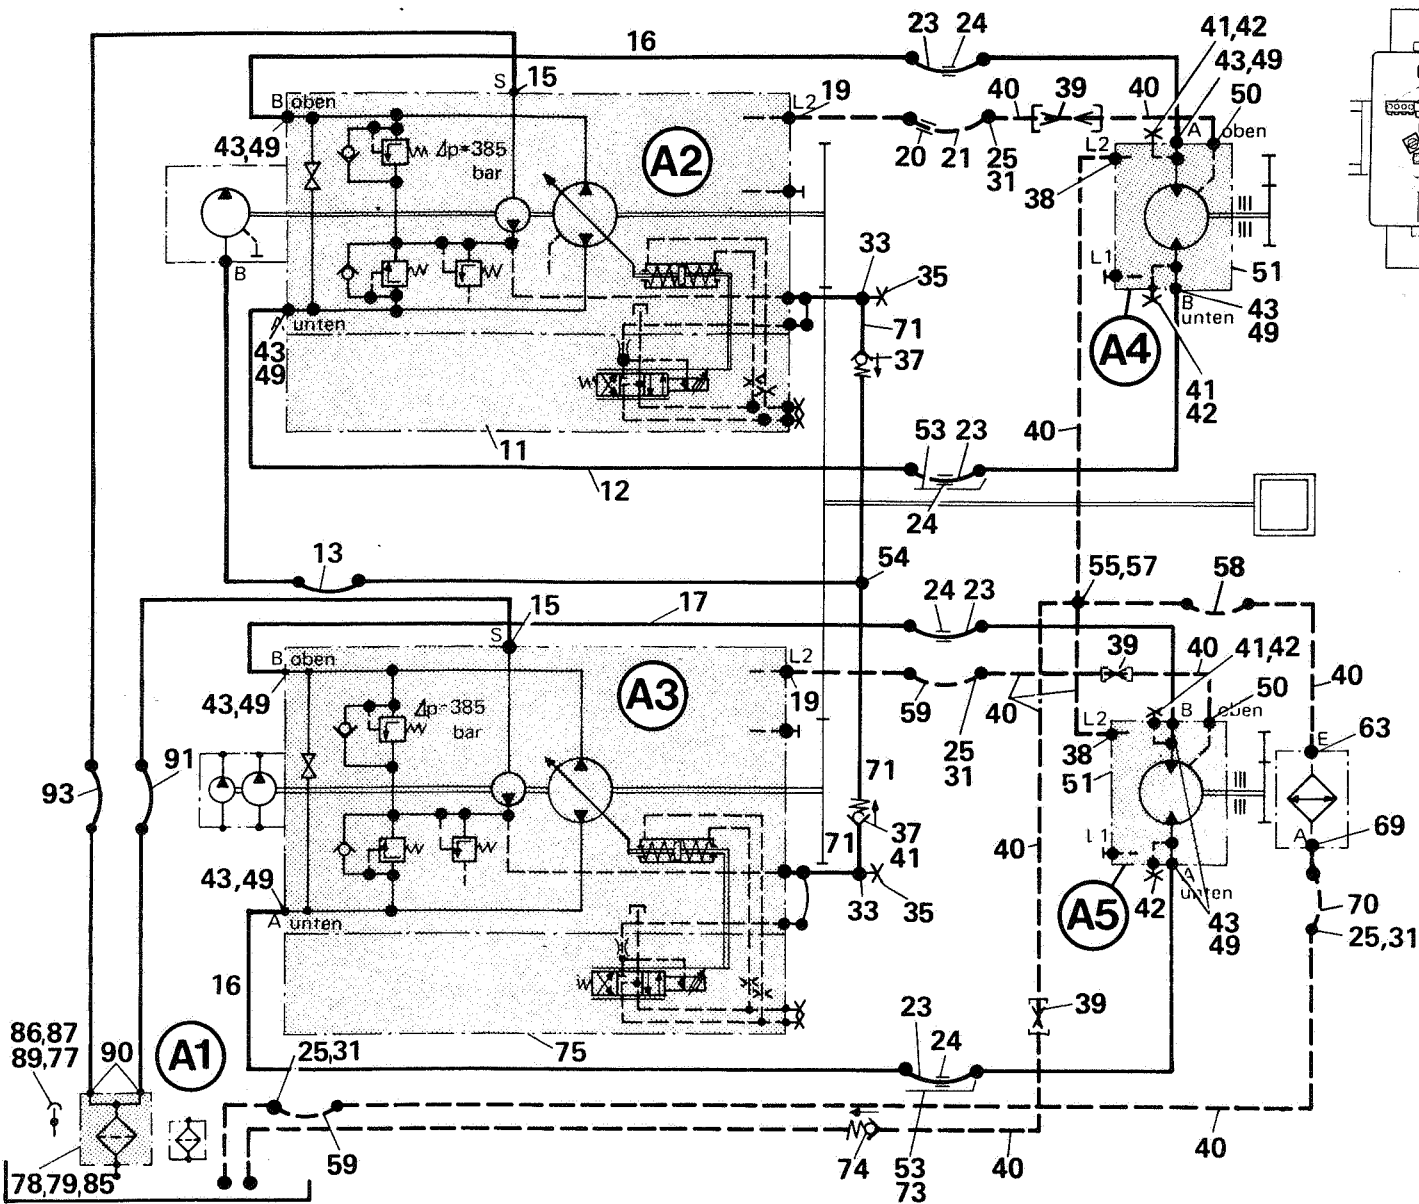 16
23 24
41,42
43,49
S 15
B oben
L2 19
40 39 40
50
A oben
43,49
Δp=385
bar
A2
20 21 25
31
L2
38
B
33
35
L1
51
A unten
B
unten
43
49
43
49
71
37
A4
41
42
11
53 23
40
12
24
13
54
55,57 58
15
17
24 23
S
B oben
L2
39
40 41,42
43,49
Δp=385
bar
A3
19
59
25
31
40
L2
B
oben
50
40
38
51
E 63
93
91
71
37
41
71
40
L1
A
69
43,49
A unten
33 35
A
unten
A5
42
43
49
70
25,31
16
39
86,87
89,77
90
A1
25,31
75
23
24
78,79,85
59
74
53
73
40
40